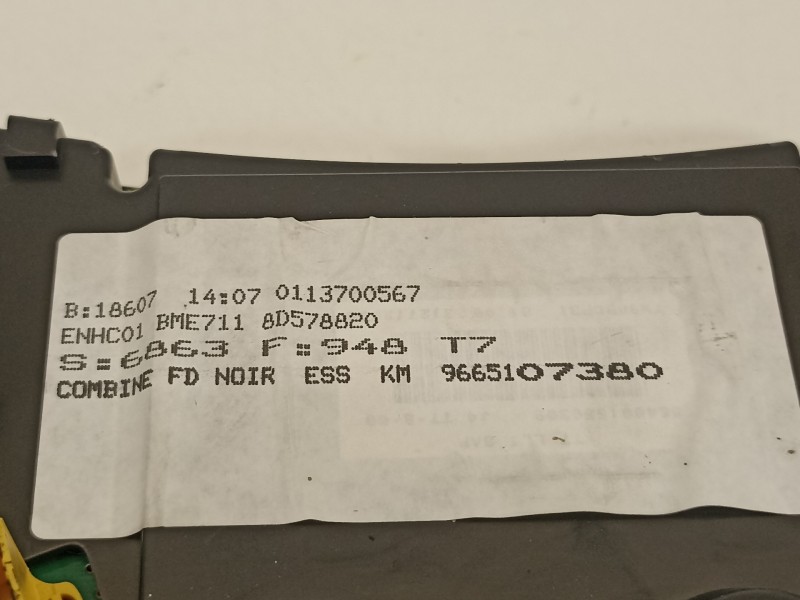 B:18607 14:07 0113700567
ENHC01 BME711 8D578820
S:6863 F:948 T7
COMBINE FD NOIR ESS KM 9665107380